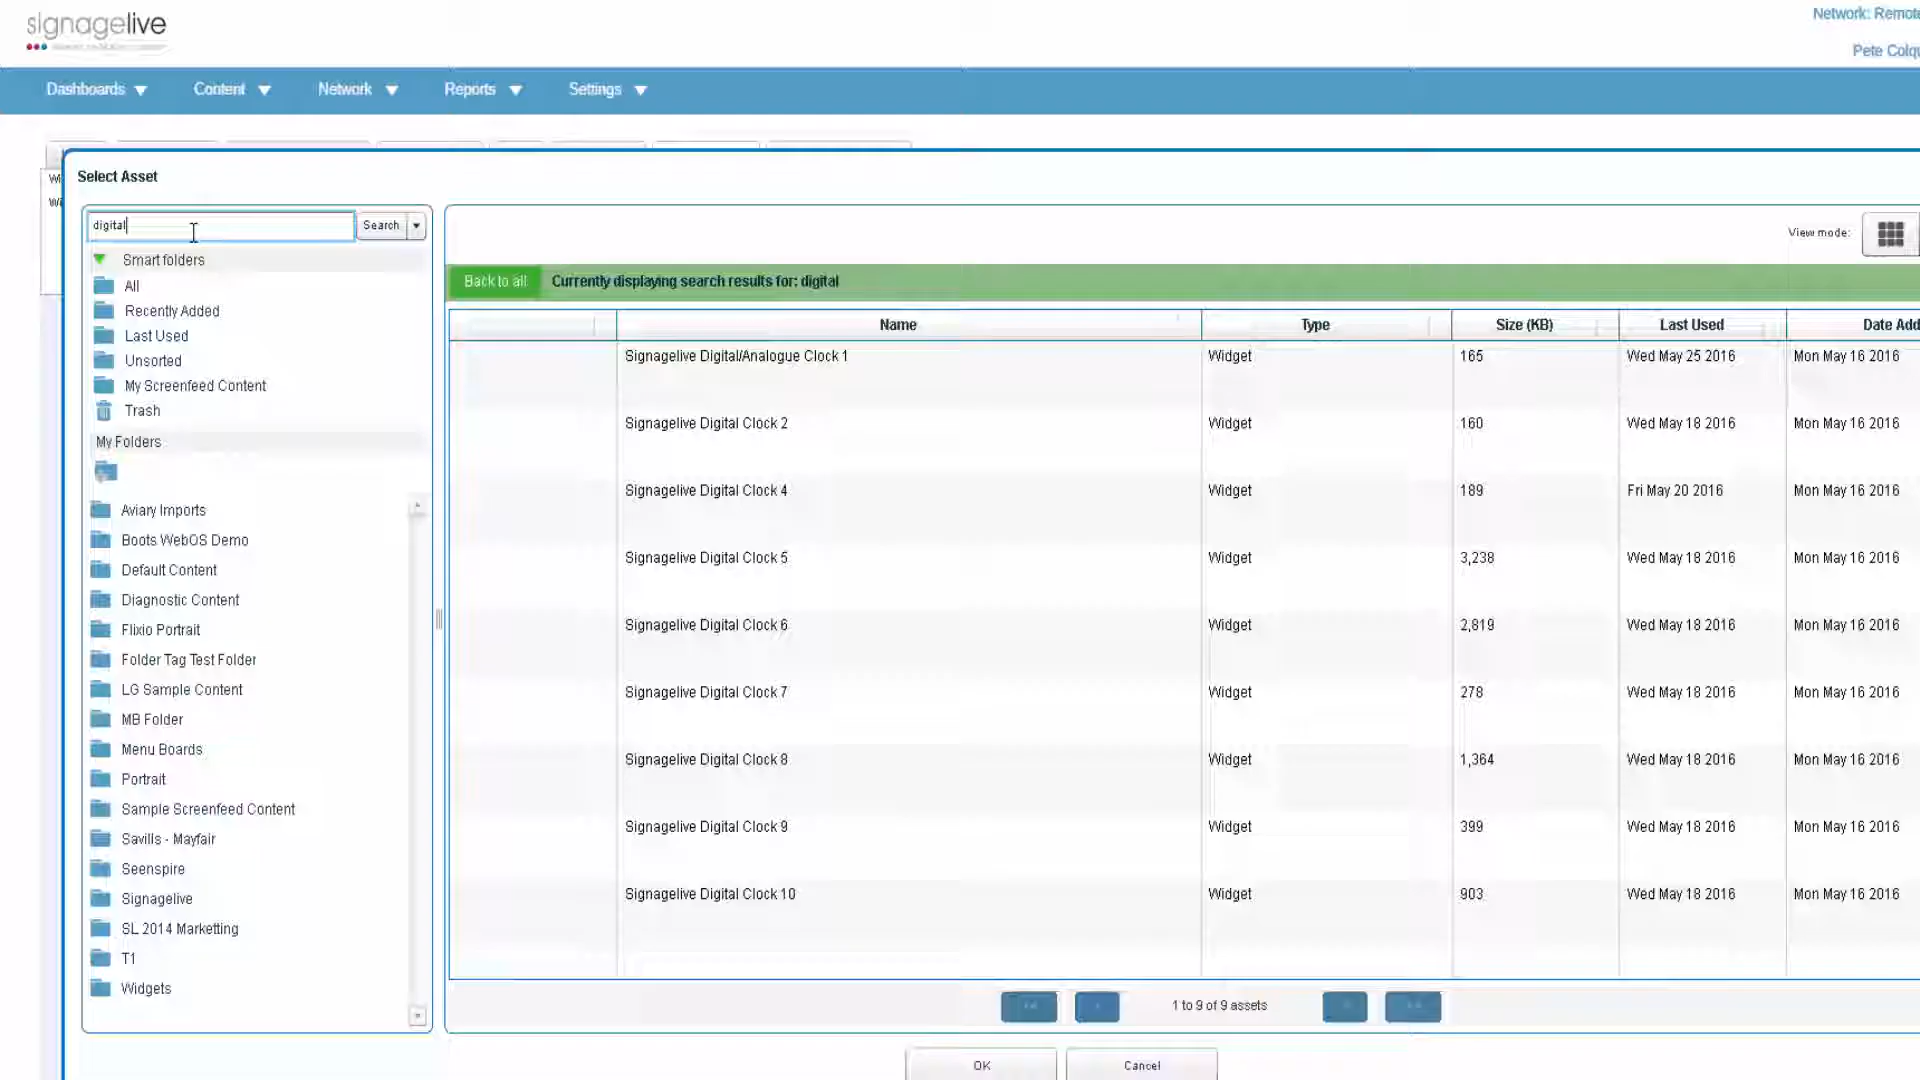 signagelive
Network: Remote
Pete Colqu
Dashboards Content Network Reports Settings
Select Asset
digital Search
View mode:
Smart folders
All
Recently Added
Last Used
Unsorted
My Screenfeed Content
Trash
My Folders
Aviary Imports
Boots WebOS Demo
Default Content
Diagnostic Content
Flixio Portrait
Folder Tag Test Folder
LG Sample Content
MB Folder
Menu Boards
Portrait
Sample Screenfeed Content
Savills - Mayfair
Seenspire
Signagelive
SL 2014 Marketting
T1
Widgets
Back to all Currently displaying search results for: digital
Name Type Size (KB) Last Used Date Add
Signagelive Digital/Analogue Clock 1 Widget 165 Wed May 25 2016 Mon May 16 2016
Signagelive Digital Clock 2 Widget 160 Wed May 18 2016 Mon May 16 2016
Signagelive Digital Clock 4 Widget 189 Fri May 20 2016 Mon May 16 2016
Signagelive Digital Clock 5 Widget 3,238 Wed May 18 2016 Mon May 16 2016
Signagelive Digital Clock 6 Widget 2,819 Wed May 18 2016 Mon May 16 2016
Signagelive Digital Clock 7 Widget 278 Wed May 18 2016 Mon May 16 2016
Signagelive Digital Clock 8 Widget 1,364 Wed May 18 2016 Mon May 16 2016
Signagelive Digital Clock 9 Widget 399 Wed May 18 2016 Mon May 16 2016
Signagelive Digital Clock 10 Widget 903 Wed May 18 2016 Mon May 16 2016
1 to 9 of 9 assets
OK Cancel